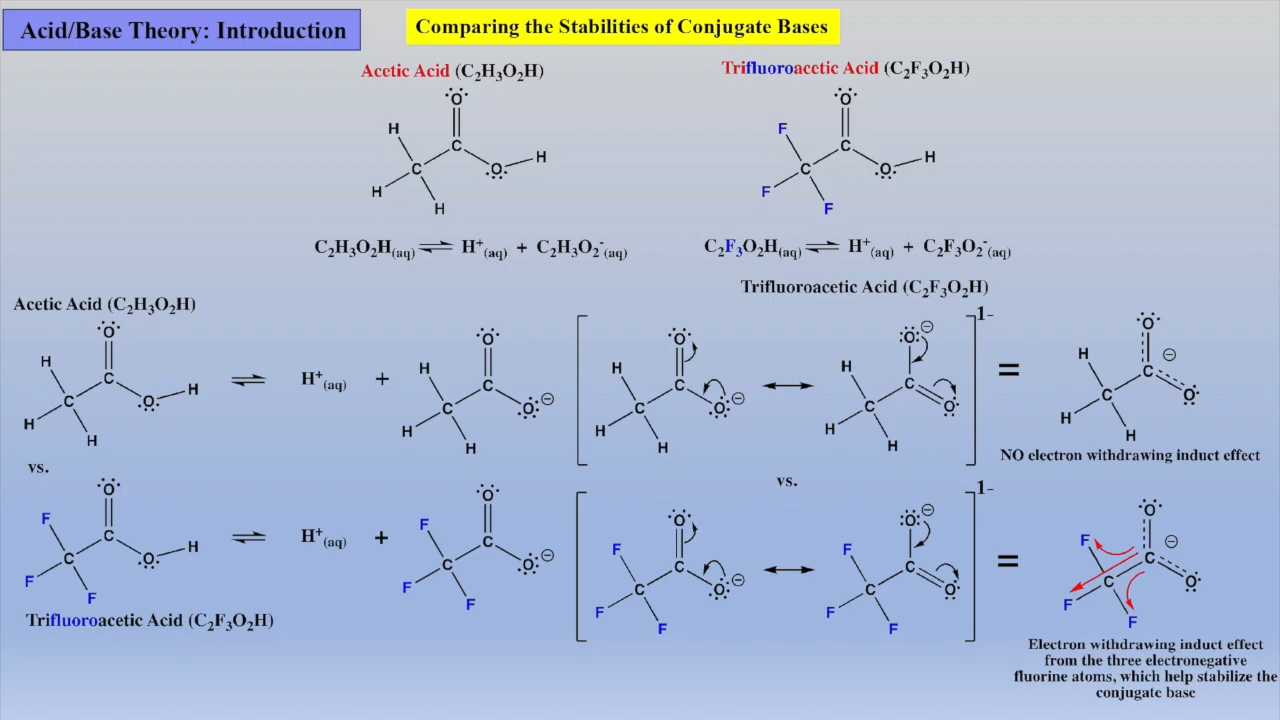 Acid/Base Theory: Introduction
Comparing the Stabilities of Conjugate Bases
Acetic Acid (C₂H₃O₂H)
Trifluoroacetic Acid (C₂F₃O₂H)
O
H
C
C
O
H
H
H
O
F
C
C
O
H
F
F
C₂H₃O₂H(aq) ⇌ H⁺(aq) + C₂H₃O₂⁻(aq)
C₂F₃O₂H(aq) ⇌ H⁺(aq) + C₂F₃O₂⁻(aq)
Trifluoroacetic Acid (C₂F₃O₂H)
Acetic Acid (C₂H₃O₂H)
O
H
C
C
O
H
H
H
⇌
H⁺(aq)
+
O
H
C
C
O ⊖
H
H
O
H
C
C
O ⊖
H
H
↔
O ⊖
H
C
C
O
H
H
1-
=
O
H
C
⊖
C
O
H
H
NO electron withdrawing induct effect
vs.
vs.
O
F
C
C
O
H
F
F
⇌
H⁺(aq)
+
O
F
C
C
O ⊖
F
F
O
F
C
C
O ⊖
F
F
↔
O ⊖
F
C
C
O
F
F
1-
=
O
F
C
⊖
C
O
F
F
Trifluoroacetic Acid (C₂F₃O₂H)
Electron withdrawing induct effect
from the three electronegative
fluorine atoms, which help stabilize the
conjugate base